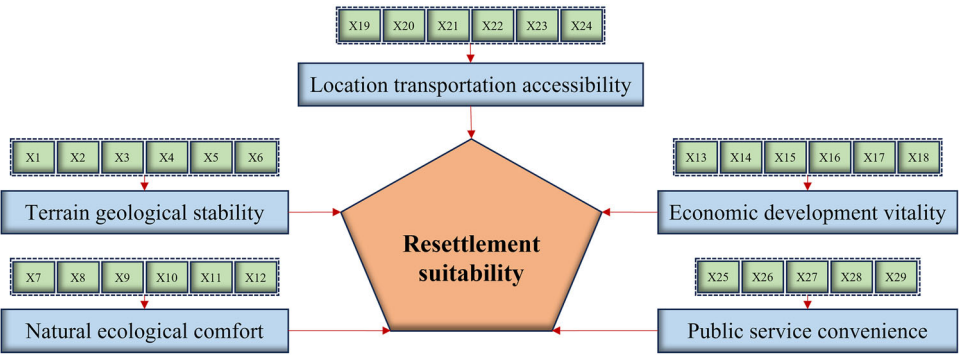 X19 X20 X21 X22 X23 X24
Location transportation accessibility
X1 X2 X3 X4 X5 X6
Terrain geological stability
X13 X14 X15 X16 X17 X18
Economic development vitality
Resettlement
suitability
X7 X8 X9 X10 X11 X12
Natural ecological comfort
X25 X26 X27 X28 X29
Public service convenience